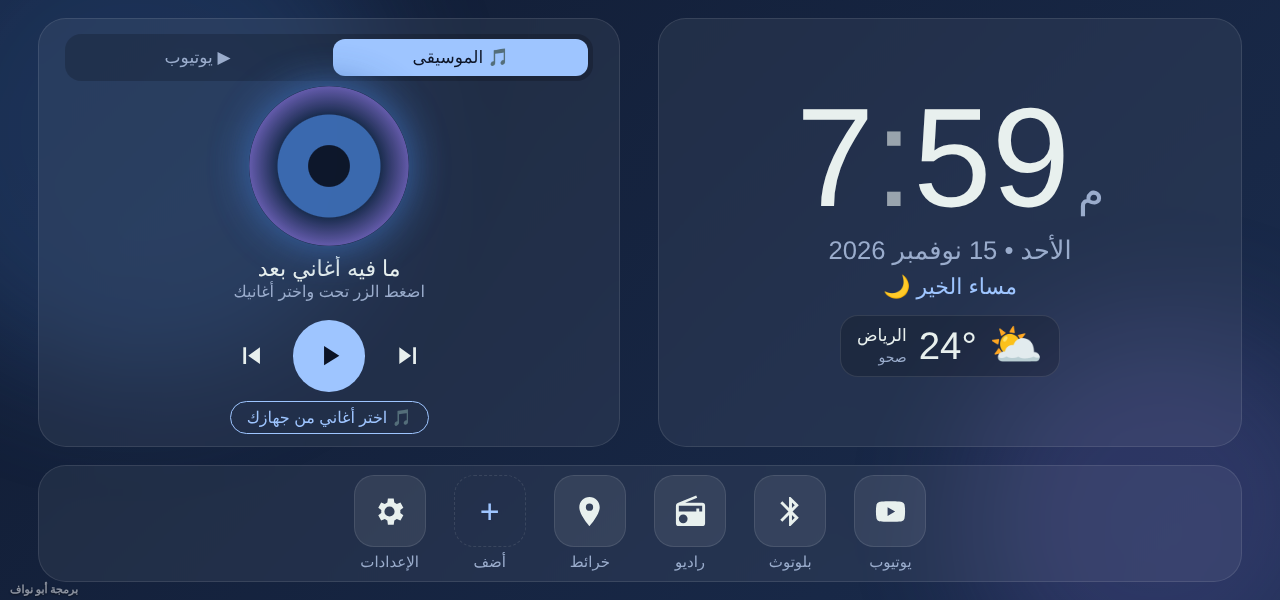 7:59 م
الأحد • 15 نوفمبر 2026
مساء الخير 🌙
24°
الرياض
صحو
🎵 الموسيقى
▶ يوتيوب
ما فيه أغاني بعد
اضغط الزر تحت واختر أغانيك
🎵 اختر أغاني من جهازك
يوتيوب
بلوتوث
راديو
خرائط
أضف
الإعدادات
برمجة أبو نواف